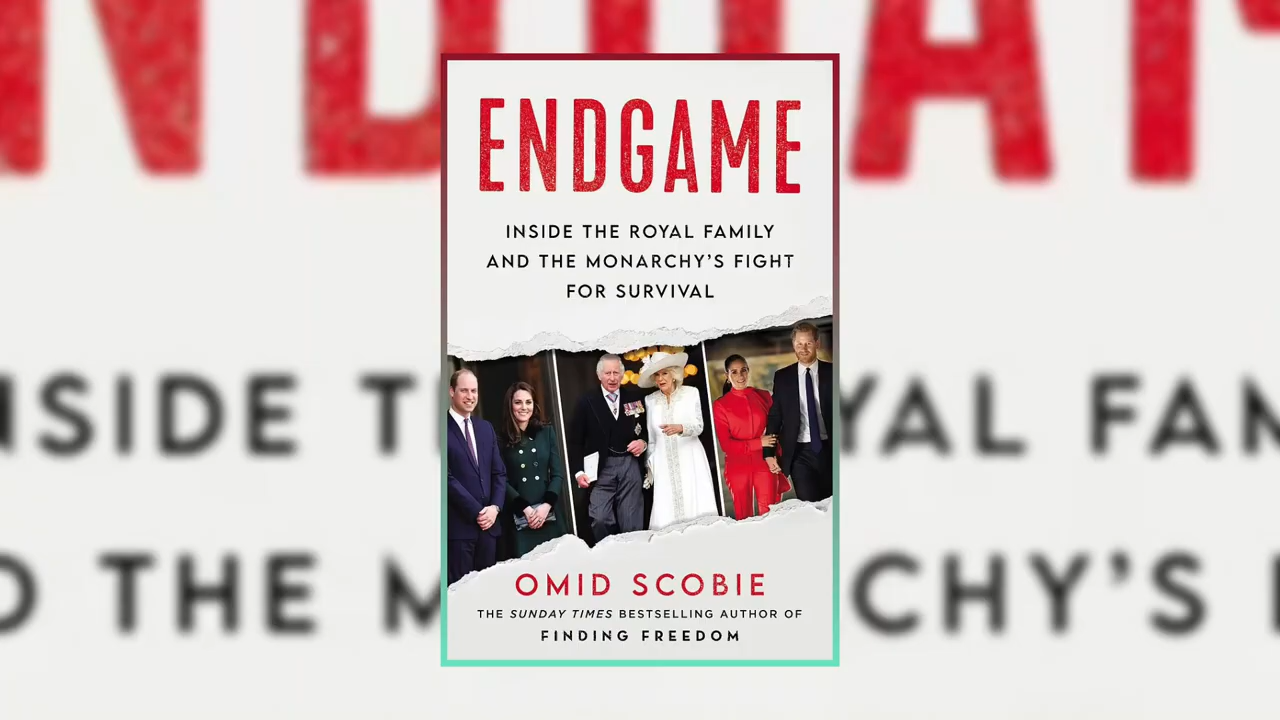 ENDGAME
INSIDE THE ROYAL FAMILY
AND THE MONARCHY'S FIGHT
FOR SURVIVAL
OMID SCOBIE
THE SUNDAY TIMES BESTSELLING AUTHOR OF
FINDING FREEDOM